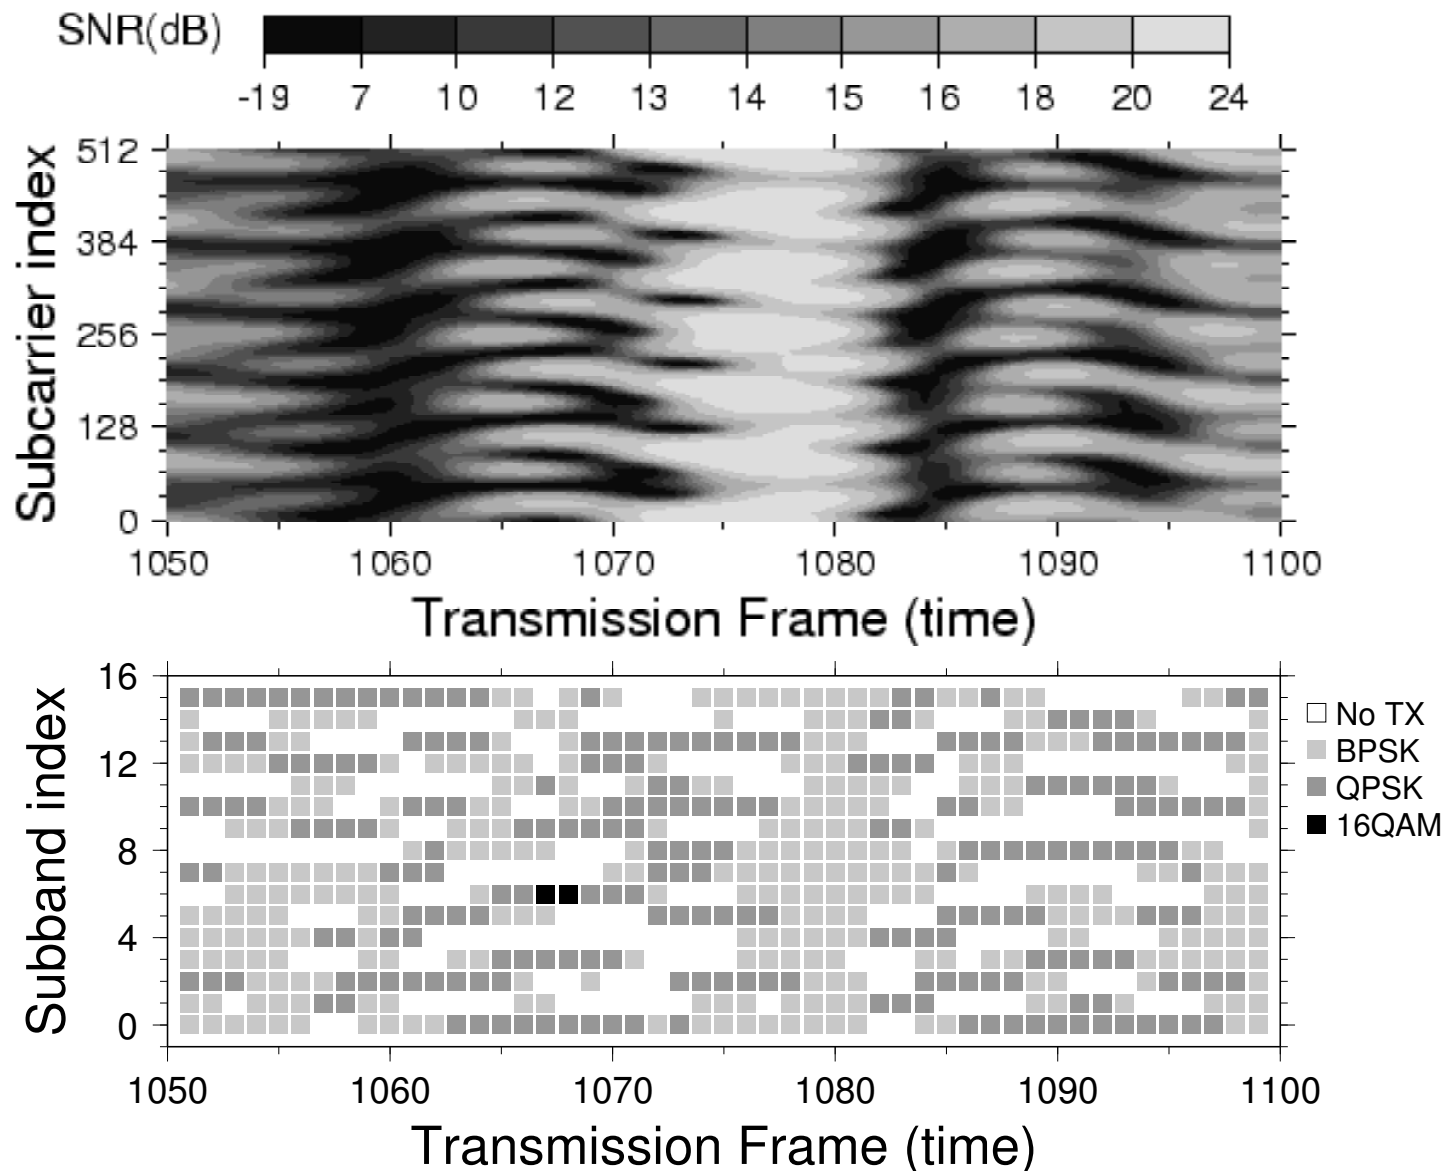 SNR(dB)
-19 7 10 12 13 14 15 16 18 20 24
Subcarrier index
512
384
256
128
0
1050 1060 1070 1080 1090 1100
Transmission Frame (time)
Subband index
16
12
8
4
0
No TX
BPSK
QPSK
16QAM
1050 1060 1070 1080 1090 1100
Transmission Frame (time)